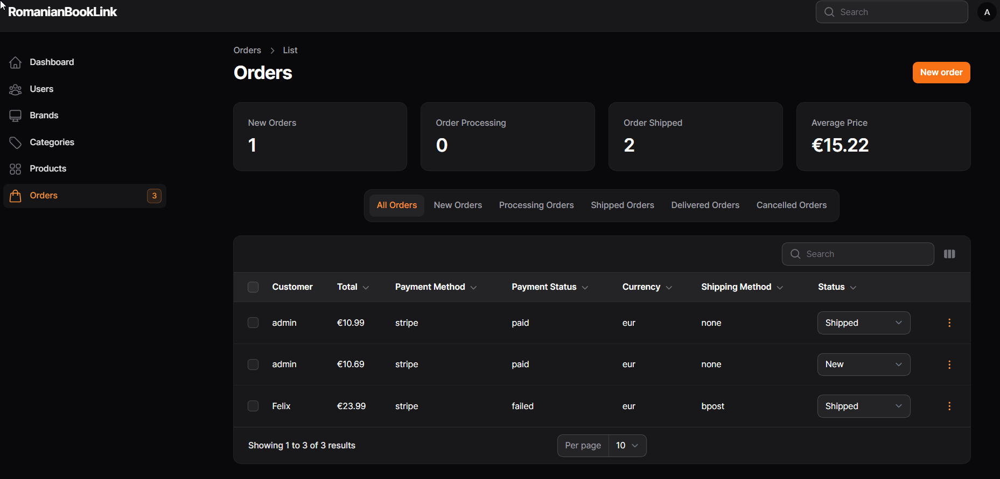 RomanianBookLink
Search
A
Dashboard
Users
Brands
Categories
Products
Orders 3
Orders > List
Orders
New order
New Orders
1
Order Processing
0
Order Shipped
2
Average Price
€15.22
All Orders New Orders Processing Orders Shipped Orders Delivered Orders Cancelled Orders
Search
Customer Total Payment Method Payment Status Currency Shipping Method Status
admin €10.99 stripe paid eur none Shipped
admin €10.69 stripe paid eur none New
Felix €23.99 stripe failed eur bpost Shipped
Showing 1 to 3 of 3 results
Per page 10